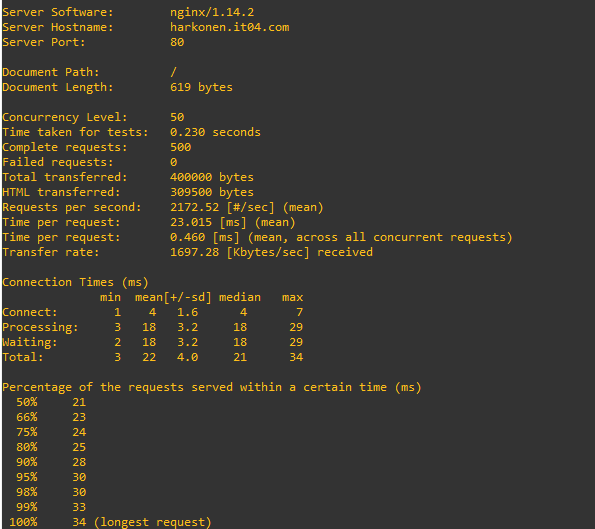 Server Software:        nginx/1.14.2
Server Hostname:        harkonen.it04.com
Server Port:            80

Document Path:          /
Document Length:        619 bytes

Concurrency Level:      50
Time taken for tests:   0.230 seconds
Complete requests:      500
Failed requests:        0
Total transferred:      400000 bytes
HTML transferred:       309500 bytes
Requests per second:    2172.52 [#/sec] (mean)
Time per request:       23.015 [ms] (mean)
Time per request:       0.460 [ms] (mean, across all concurrent requests)
Transfer rate:          1697.28 [Kbytes/sec] received

Connection Times (ms)
              min  mean[+/-sd] median   max
Connect:        1    4   1.6      4       7
Processing:     3   18   3.2     18      29
Waiting:        2   18   3.2     18      29
Total:          3   22   4.0     21      34

Percentage of the requests served within a certain time (ms)
  50%     21
  66%     23
  75%     24
  80%     25
  90%     28
  95%     30
  98%     30
  99%     33
 100%     34 (longest request)